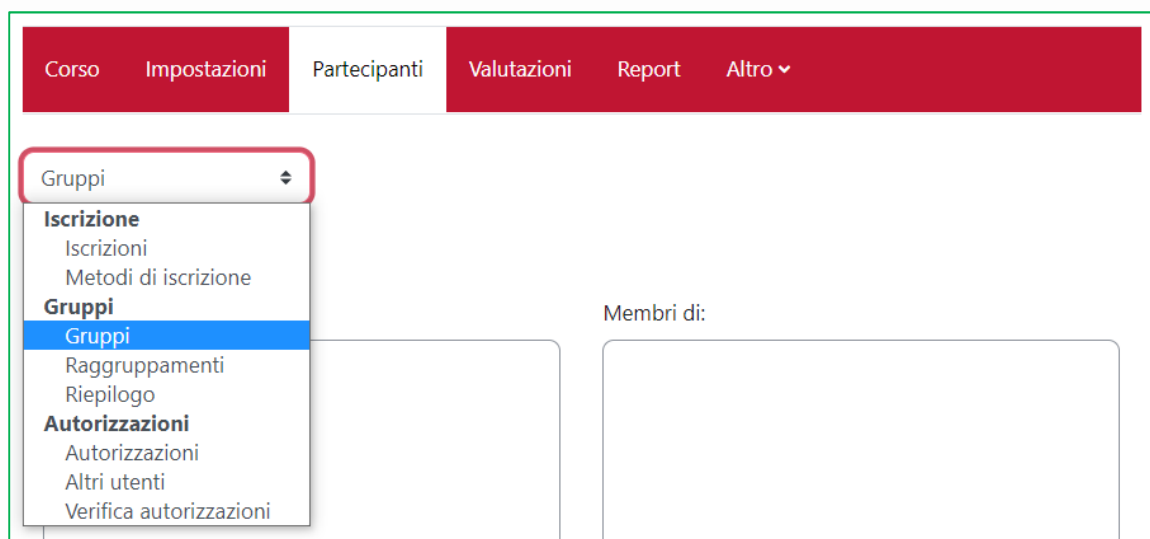 Corso Impostazioni Partecipanti Valutazioni Report Altro
Gruppi
Iscrizione
Iscrizioni
Metodi di iscrizione
Gruppi
Gruppi
Raggruppamenti
Riepilogo
Autorizzazioni
Autorizzazioni
Altri utenti
Verifica autorizzazioni
Membri di: